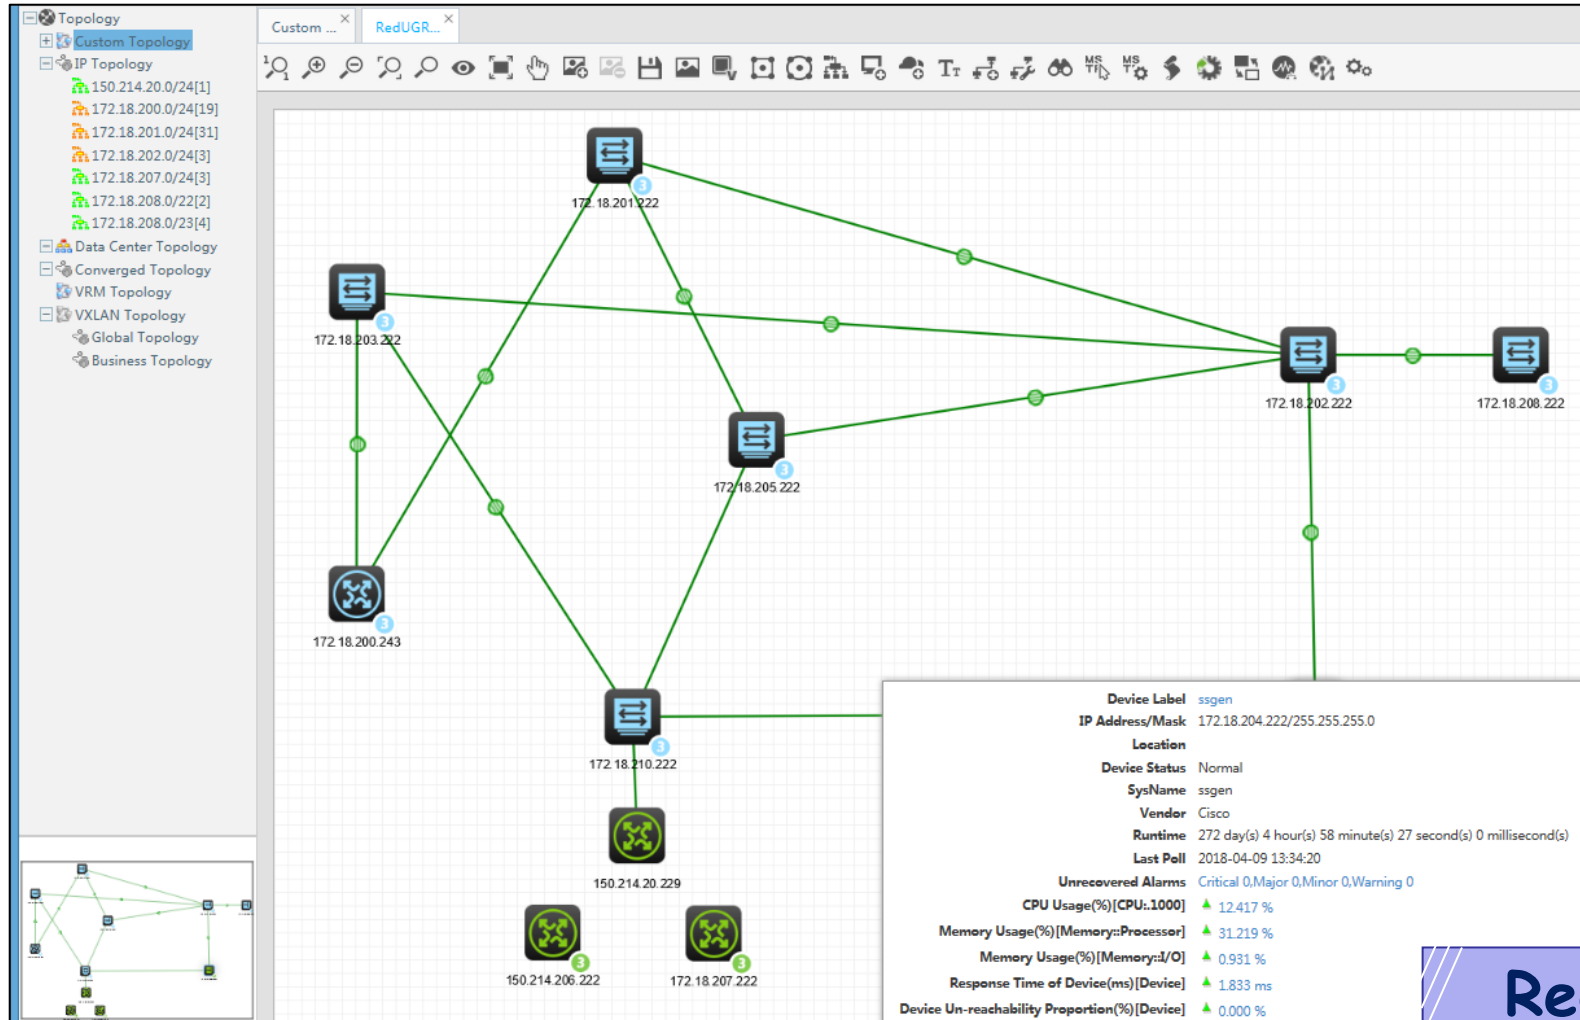 Topology
Custom Topology
IP Topology
150.214.20.0/24[1]
172.18.200.0/24[19]
172.18.201.0/24[31]
172.18.202.0/24[3]
172.18.207.0/24[3]
172.18.208.0/22[2]
172.18.208.0/23[4]
Data Center Topology
Converged Topology
VRM Topology
VXLAN Topology
Global Topology
Business Topology
Custom ... RedUGR...
172.18.201.222
172.18.203.222
172.18.202.222
172.18.208.222
172.18.205.222
172.18.200.243
172.18.210.222
150.214.20.229
150.214.206.222
172.18.207.222
Device Label ssgen
IP Address/Mask 172.18.204.222/255.255.255.0
Location
Device Status Normal
SysName ssgen
Vendor Cisco
Runtime 272 day(s) 4 hour(s) 58 minute(s) 27 second(s) 0 millisecond(s)
Last Poll 2018-04-09 13:34:20
Unrecovered Alarms Critical 0,Major 0,Minor 0,Warning 0
CPU Usage(%)[CPU:.1000] 12.417 %
Memory Usage(%)[Memory::Processor] 31.219 %
Memory Usage(%)[Memory::I/O] 0.931 %
Response Time of Device(ms)[Device] 1.833 ms
Device Un-reachability Proportion(%)[Device] 0.000 %